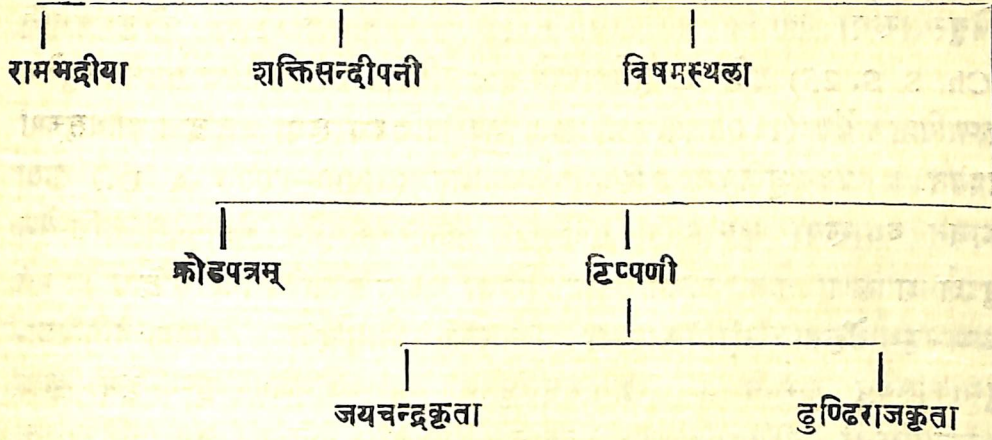 रामभद्रीया शक्तिसन्दीपनी विषमस्थला
क्रोडपत्रम् टिप्पणी
जयचन्द्रकृता ढुण्ढिराजकृता